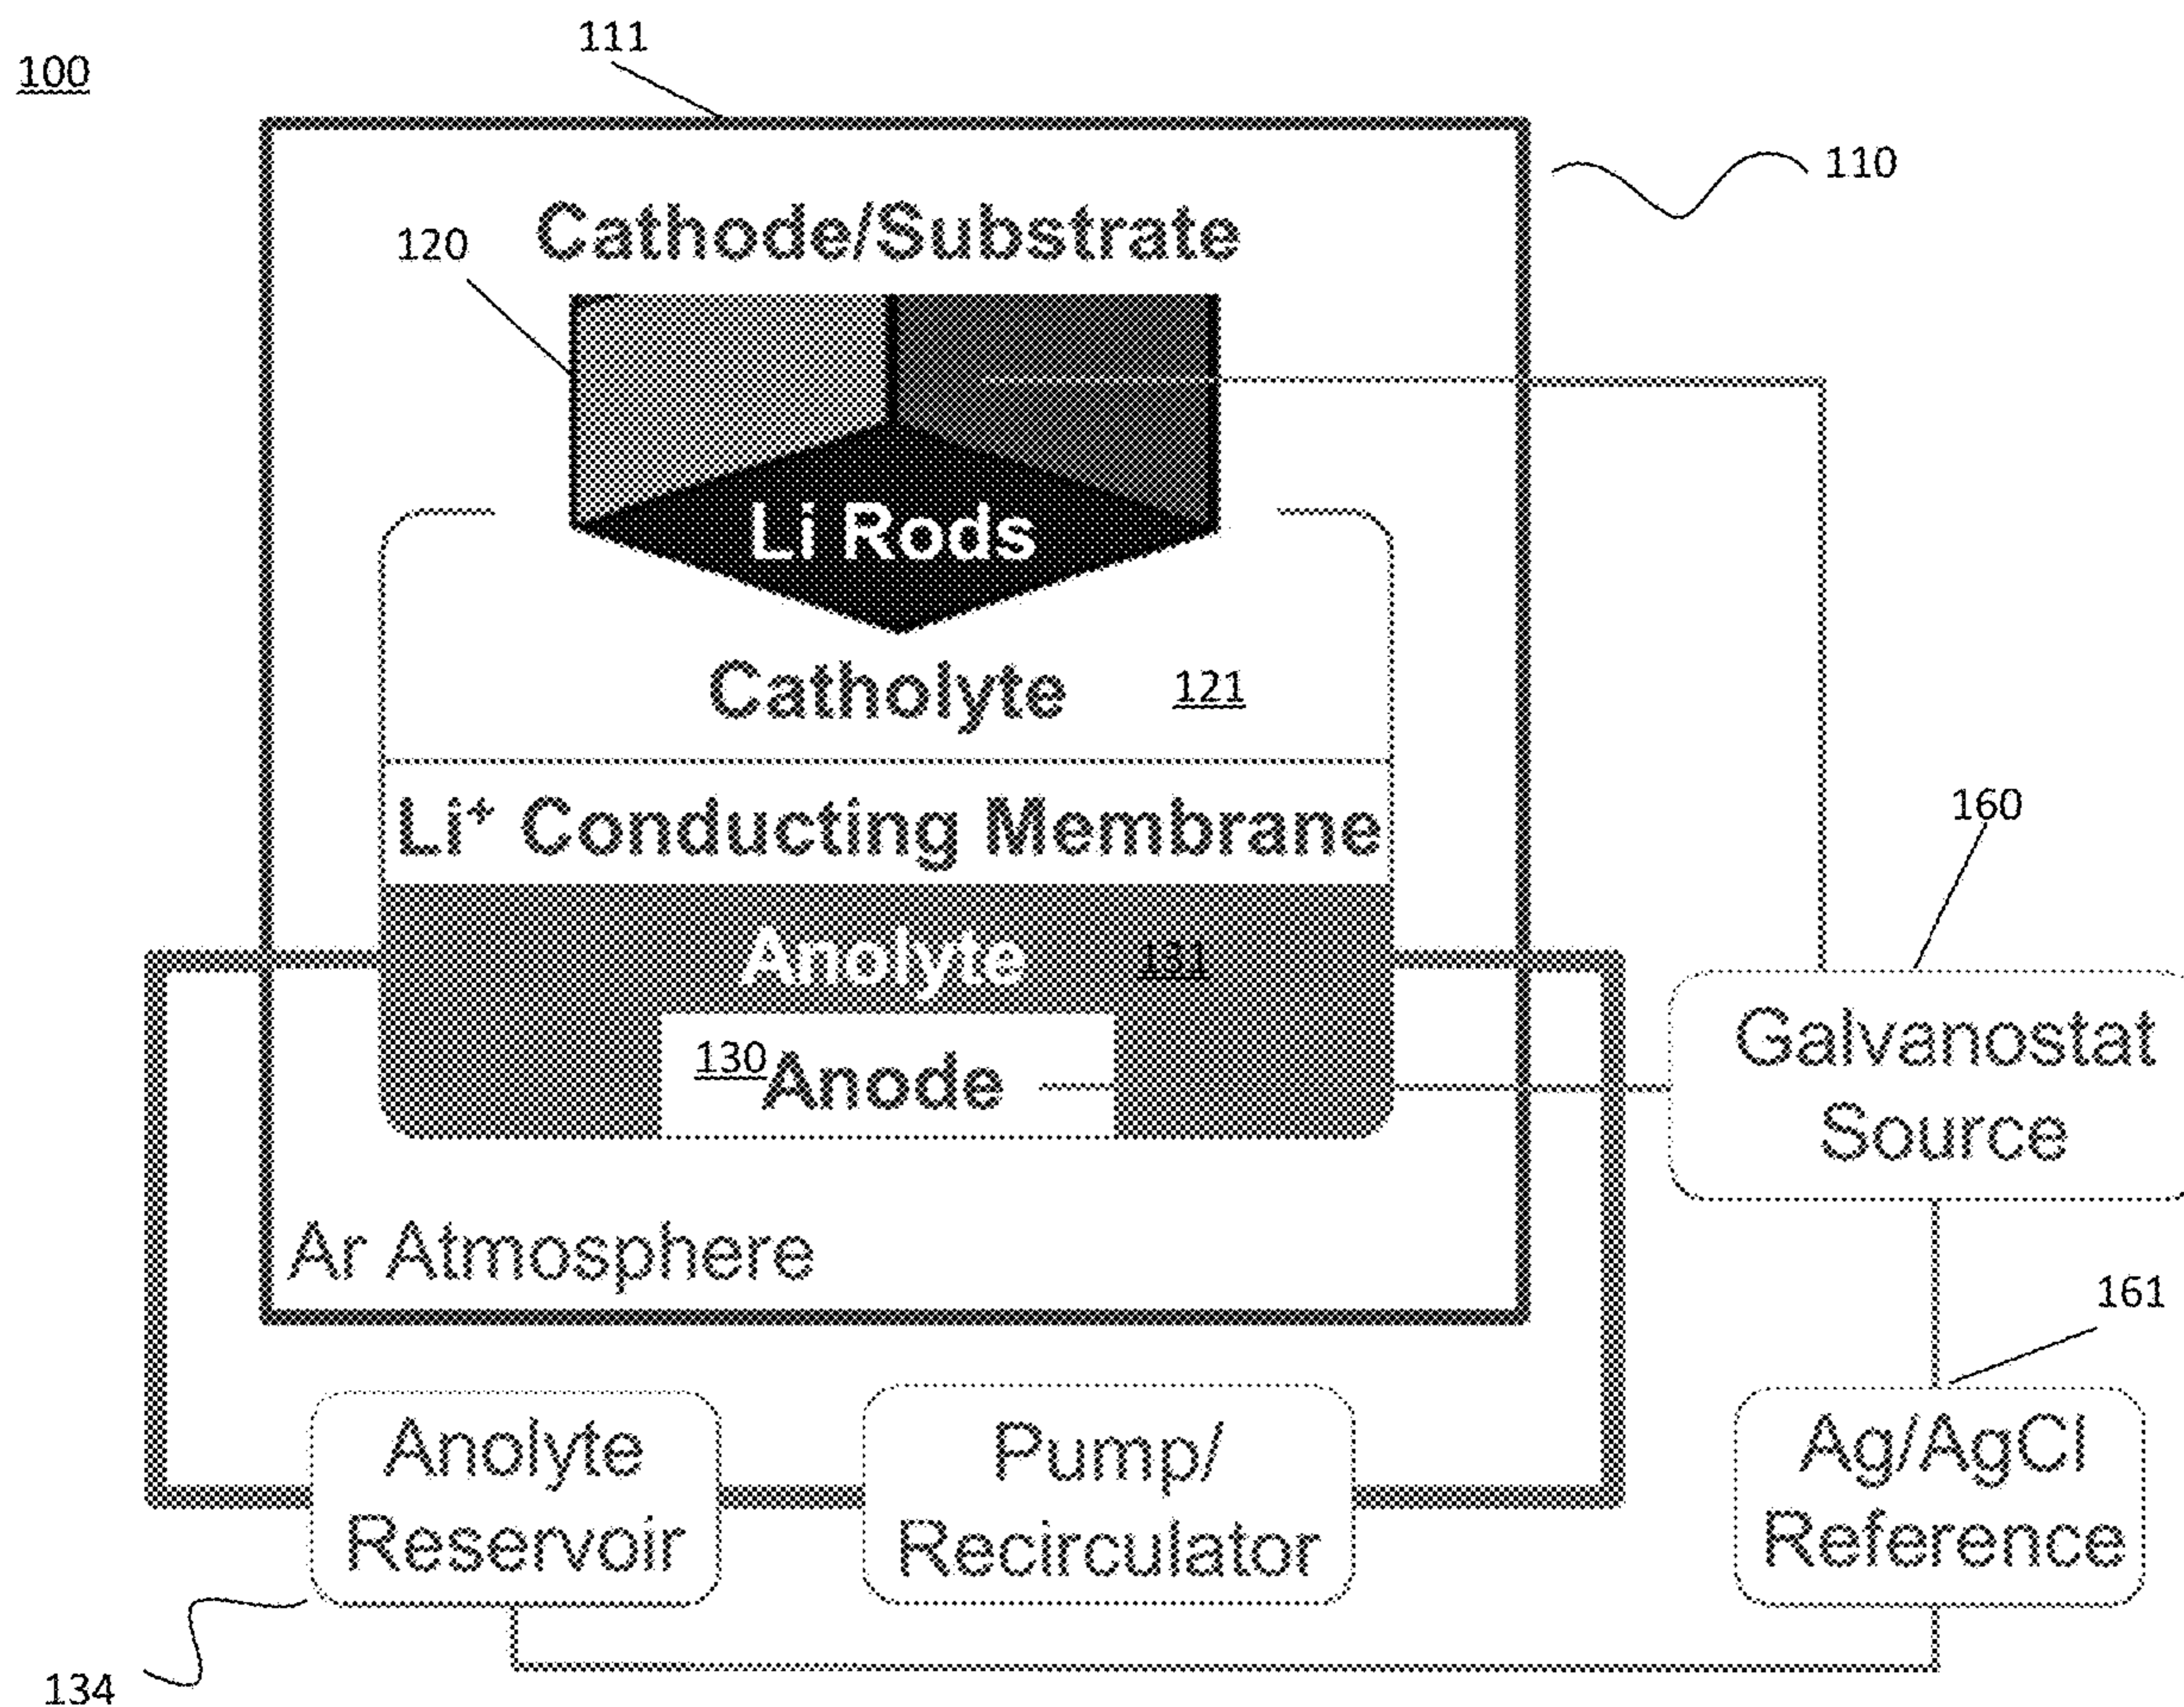 111
100
110
120
Cathode/Substrate
Li Rods
Catholyte 121
160
Li⁺ Conducting Membrane
Anolyte 131
130 Anode
Galvanostat
Source
Ar Atmosphere
161
Anolyte
Reservoir
Pump/
Recirculator
Ag/AgCl
Reference
134